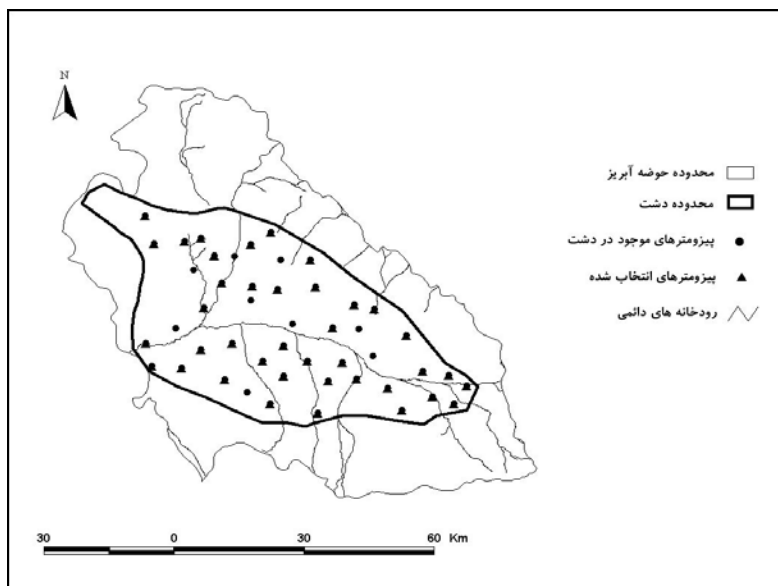 N
محدوده حوضه آبریز
محدوده دشت
پیزومترهای موجود در دشت
پیزومترهای انتخاب شده
رودخانه های دائمی
30 0 30 60 Km